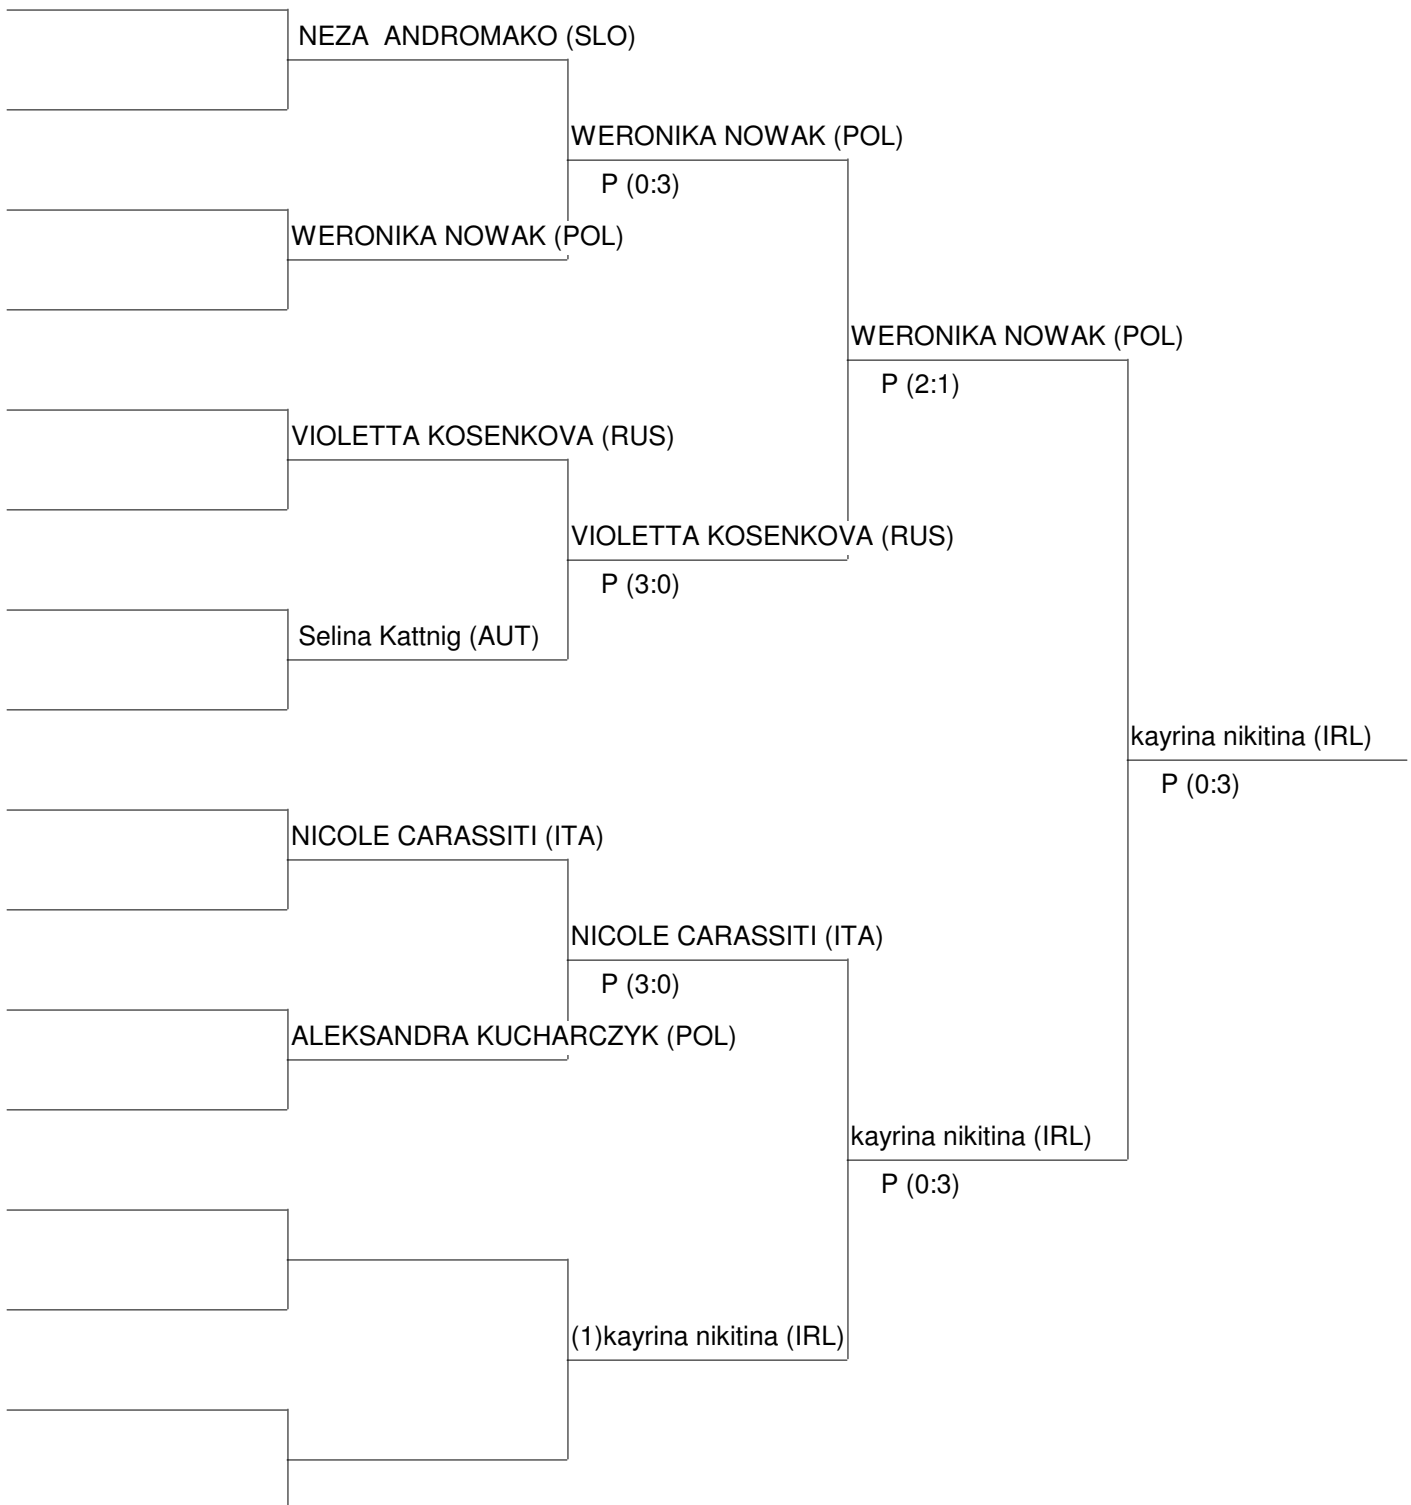 NEZA  ANDROMAKO (SLO)
WERONIKA NOWAK (POL)
P (0:3)
WERONIKA NOWAK (POL)
WERONIKA NOWAK (POL)
P (2:1)
VIOLETTA KOSENKOVA (RUS)
VIOLETTA KOSENKOVA (RUS)
P (3:0)
Selina Kattnig (AUT)
kayrina nikitina (IRL)
P (0:3)
NICOLE CARASSITI (ITA)
NICOLE CARASSITI (ITA)
P (3:0)
ALEKSANDRA KUCHARCZYK (POL)
kayrina nikitina (IRL)
P (0:3)
(1)kayrina nikitina (IRL)